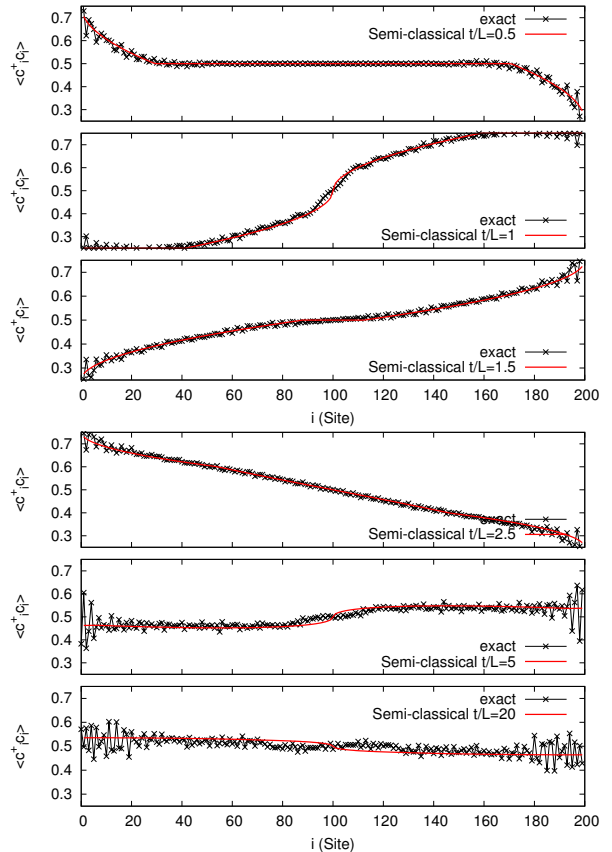 <c⁺ᵢcᵢ>
0.7
0.6
0.5
0.4
0.3
exact
Semi-classical t/L=0.5
<c⁺ᵢcᵢ>
0.7
0.6
0.5
0.4
0.3
exact
Semi-classical t/L=1
<c⁺ᵢcᵢ>
0.7
0.6
0.5
0.4
0.3
exact
Semi-classical t/L=1.5
0 20 40 60 80 100 120 140 160 180 200
i (Site)
<c⁺ᵢcᵢ>
0.7
0.6
0.5
0.4
0.3
exact
Semi-classical t/L=2.5
<c⁺ᵢcᵢ>
0.7
0.6
0.5
0.4
0.3
exact
Semi-classical t/L=5
<c⁺ᵢcᵢ>
0.7
0.6
0.5
0.4
0.3
exact
Semi-classical t/L=20
0 20 40 60 80 100 120 140 160 180 200
i (Site)